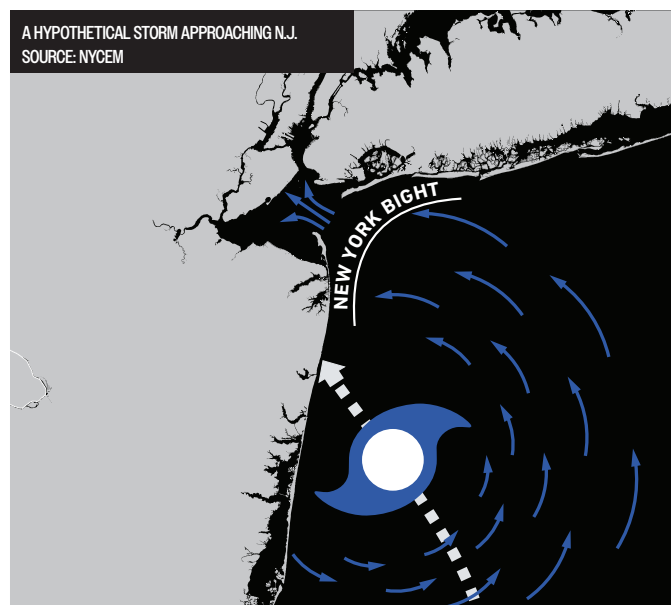 A HYPOTHETICAL STORM APPROACHING N.J.
SOURCE: NYCEM
NEW YORK BIGHT